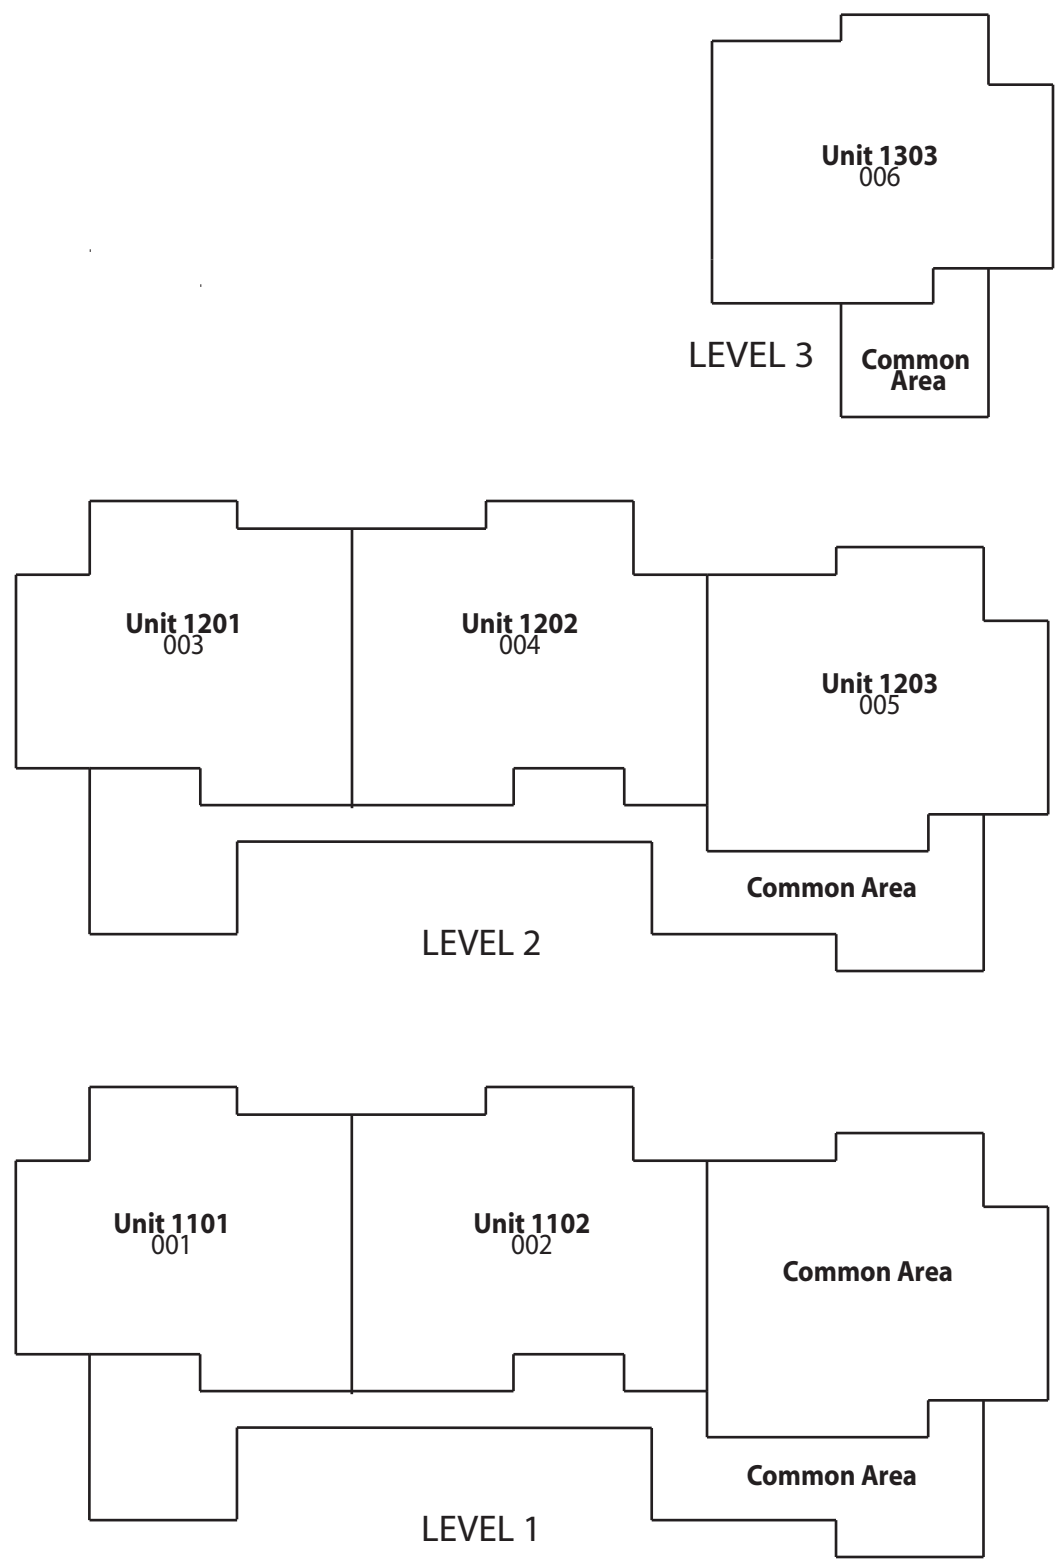 Unit 1303
006
LEVEL 3
Common
Area
Unit 1201
003
Unit 1202
004
Unit 1203
005
Common Area
LEVEL 2
Unit 1101
001
Unit 1102
002
Common Area
Common Area
LEVEL 1